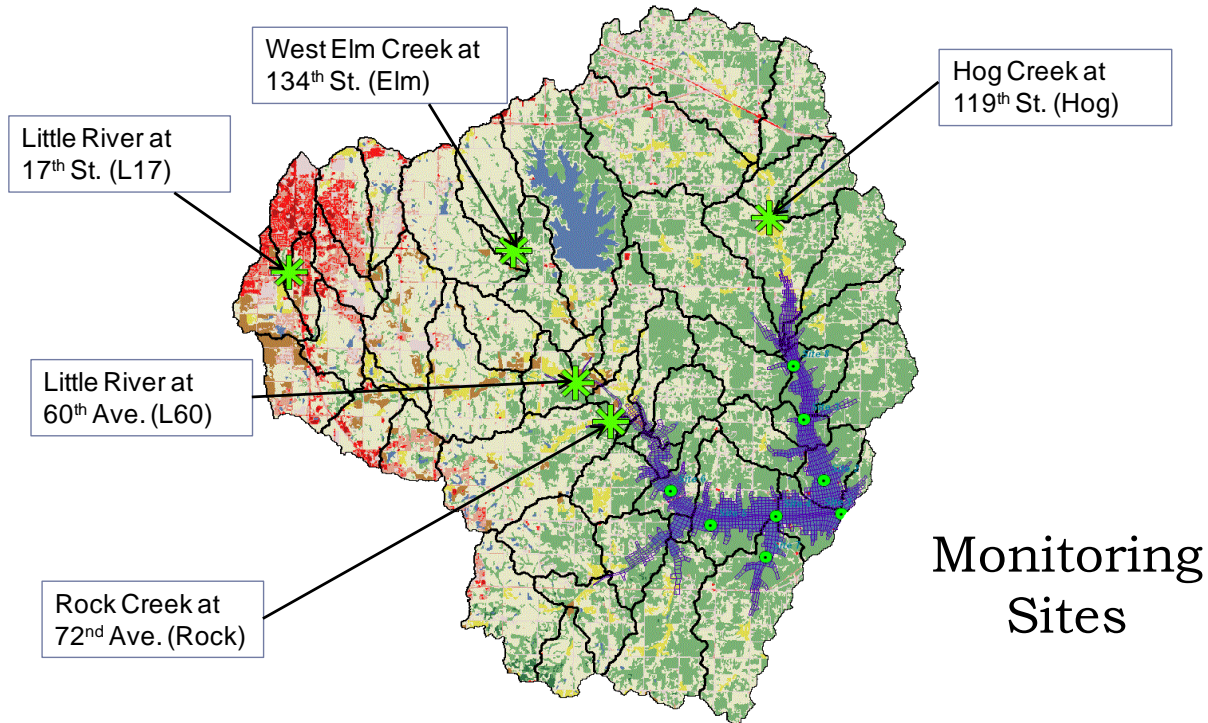 West Elm Creek at
134th St. (Elm)
Hog Creek at
119th St. (Hog)
Little River at
17th St. (L17)
Little River at
60th Ave. (L60)
Rock Creek at
72nd Ave. (Rock)
Monitoring
Sites